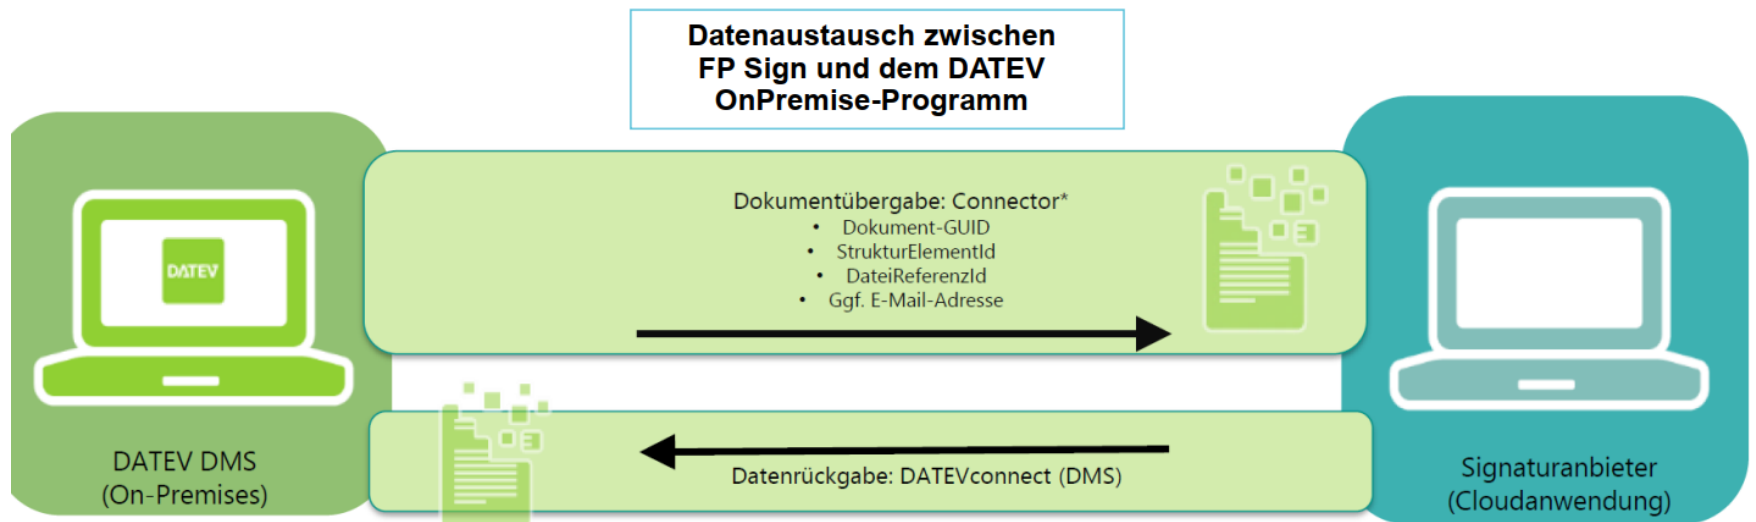 Datenaustausch zwischen
FP Sign und dem DATEV
OnPremise-Programm
Dokumentübergabe: Connector*
• Dokument-GUID
• StrukturElementId
• DateiReferenzId
• Ggf. E-Mail-Adresse
DATEV
Datenrückgabe: DATEVconnect (DMS)
DATEV DMS
(On-Premises)
Signaturanbieter
(Cloudanwendung)